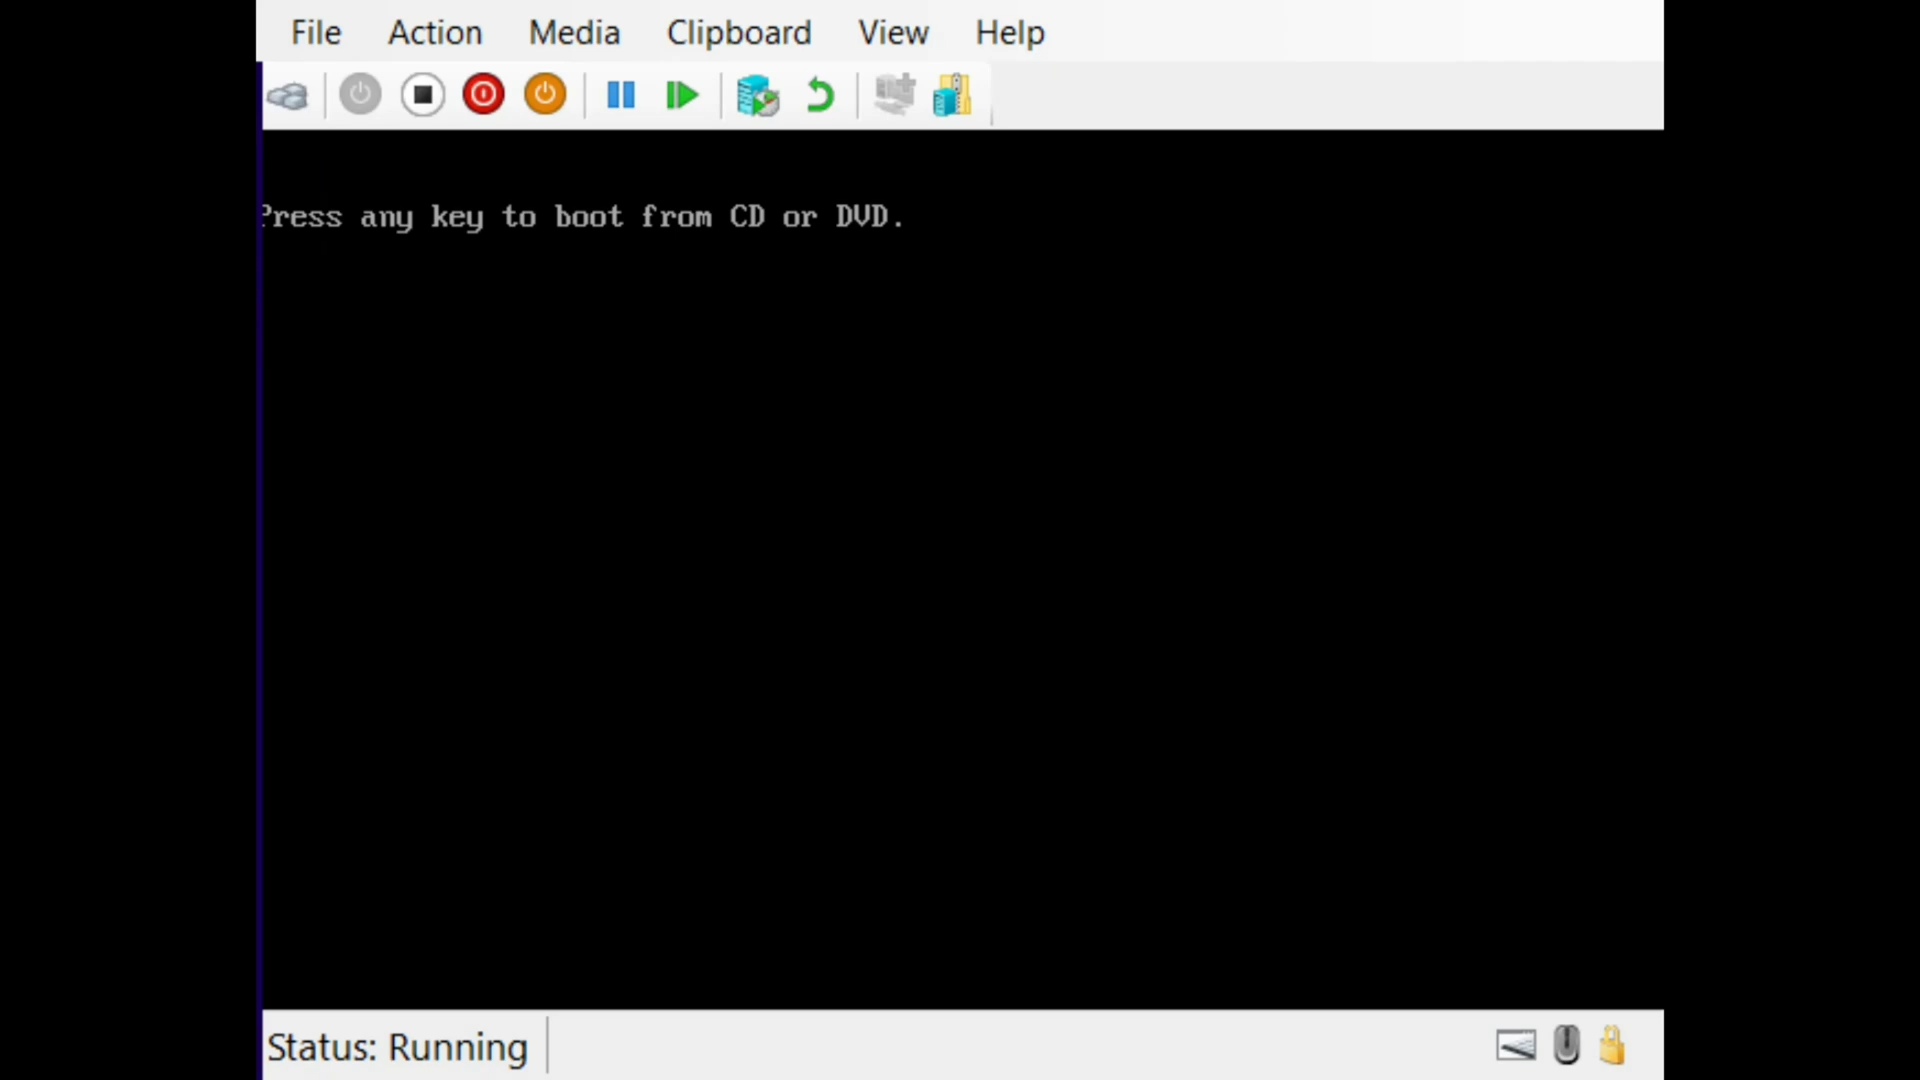 File Action Media Clipboard View Help
Press any key to boot from CD or DVD.
Status: Running